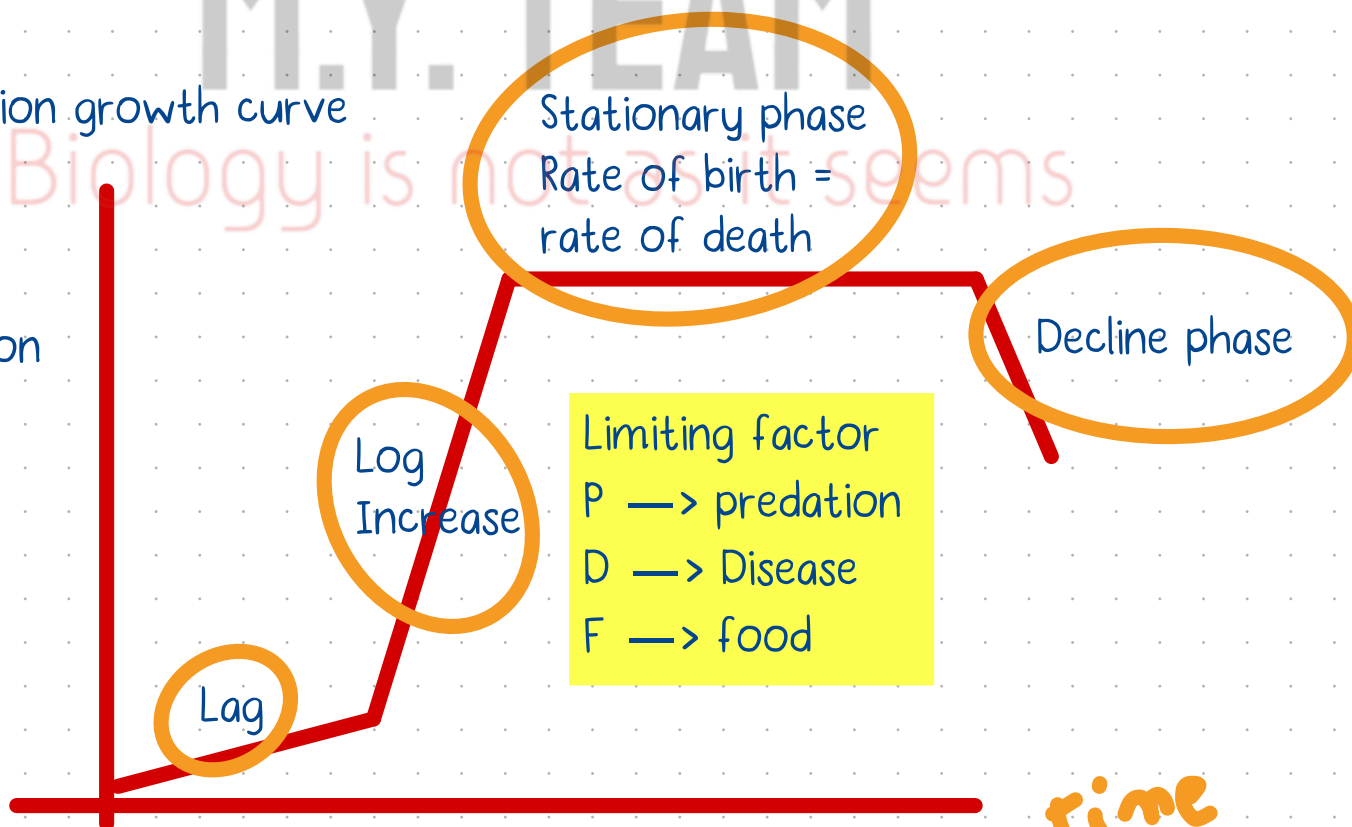 M.Y. TEAM
ion growth curve
Biology is not as it seems
Stationary phase
Rate of birth =
rate of death
on
Decline phase
Log
Increase
Limiting factor
P —> predation
D —> Disease
F —> food
Lag
time